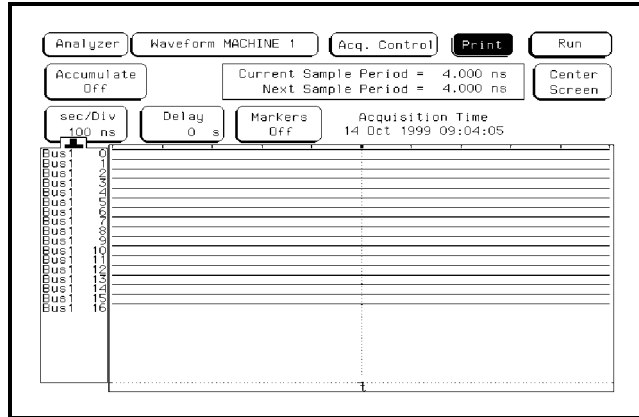 Analyzer Waveform MACHINE 1 Acq. Control Print Run
Accumulate
Off
Current Sample Period = 4.000 ns
Next Sample Period = 4.000 ns
Center
Screen
sec/Div
100 ns
Delay
0 s
Markers
Off
Acquisition Time
14 Oct 1999 09:04:05
Bus1 0
Bus1 1
Bus1 2
Bus1 3
Bus1 4
Bus1 5
Bus1 6
Bus1 7
Bus1 8
Bus1 9
Bus1 10
Bus1 11
Bus1 12
Bus1 13
Bus1 14
Bus1 15
Bus1 16
t